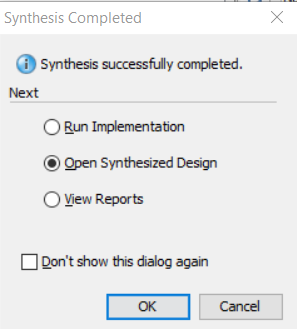 Synthesis Completed
Synthesis successfully completed.
Next
Run Implementation
Open Synthesized Design
View Reports
Don't show this dialog again
OK Cancel